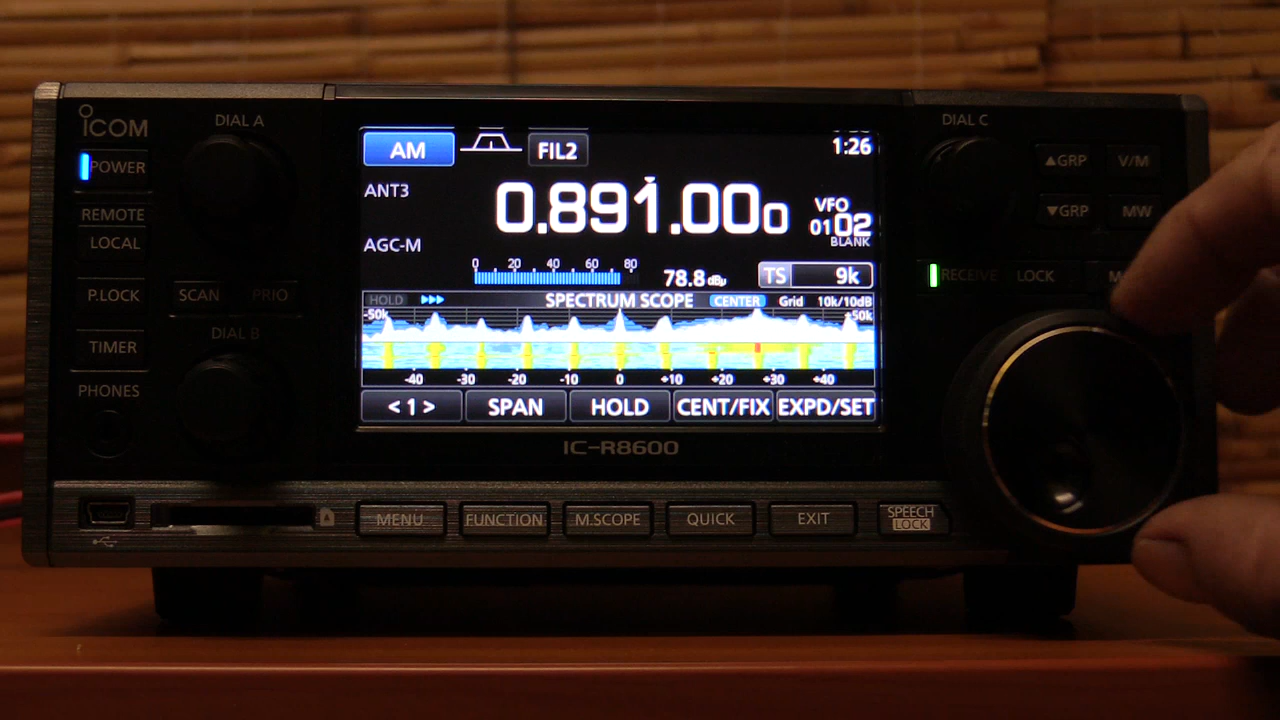 ICOM
DIAL A
DIAL C
POWER
REMOTE
LOCAL
P.LOCK
SCAN
PRIO
TIMER
DIAL B
PHONES
AM
FIL2
1:26
ANT3
0.891.000
VFO
0102
BLANK
AGC-M
0 20 40 60 80
78.8dBμ
TS 9k
HOLD
SPECTRUM SCOPE
CENTER
Grid 10k/10dB
-50k
+50k
-40 -30 -20 -10 0 +10 +20 +30 +40
< 1 >
SPAN
HOLD
CENT/FIX
EXPD/SET
▲GRP
V/M
▼GRP
MW
RECEIVE
LOCK
IC-R8600
MENU
FUNCTION
M.SCOPE
QUICK
EXIT
SPEECH
LOCK